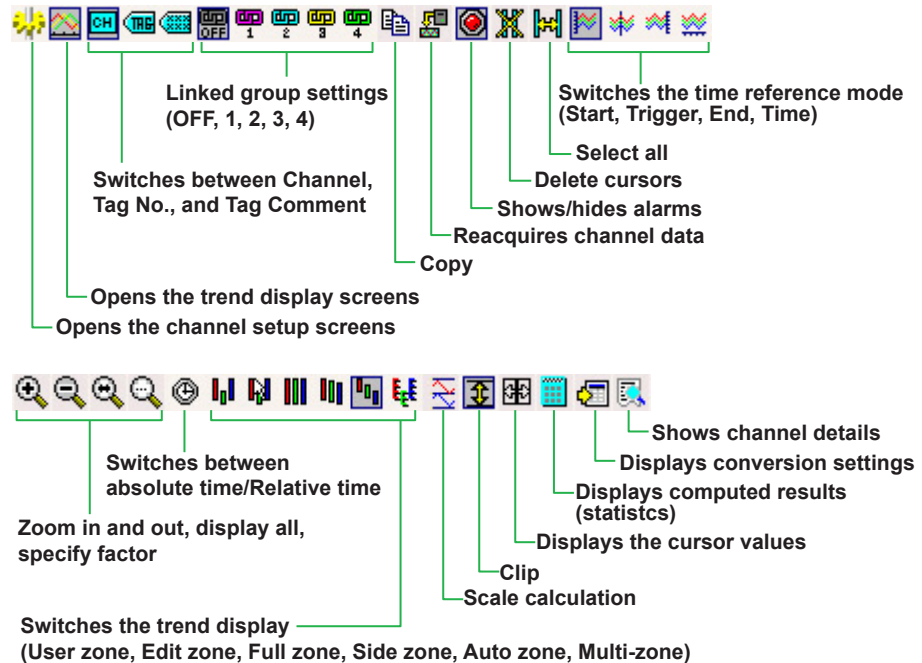 CH TAG
OFF 1 2 3 4
Linked group settings
(OFF, 1, 2, 3, 4)
Switches the time reference mode
(Start, Trigger, End, Time)
Select all
Switches between Channel,
Tag No., and Tag Comment
Delete cursors
Shows/hides alarms
Reacquires channel data
Copy
Opens the trend display screens
Opens the channel setup screens
Shows channel details
Switches between
absolute time/Relative time
Displays conversion settings
Displays computed results
(statistcs)
Zoom in and out, display all,
specify factor
Displays the cursor values
Clip
Scale calculation
Switches the trend display
(User zone, Edit zone, Full zone, Side zone, Auto zone, Multi-zone)